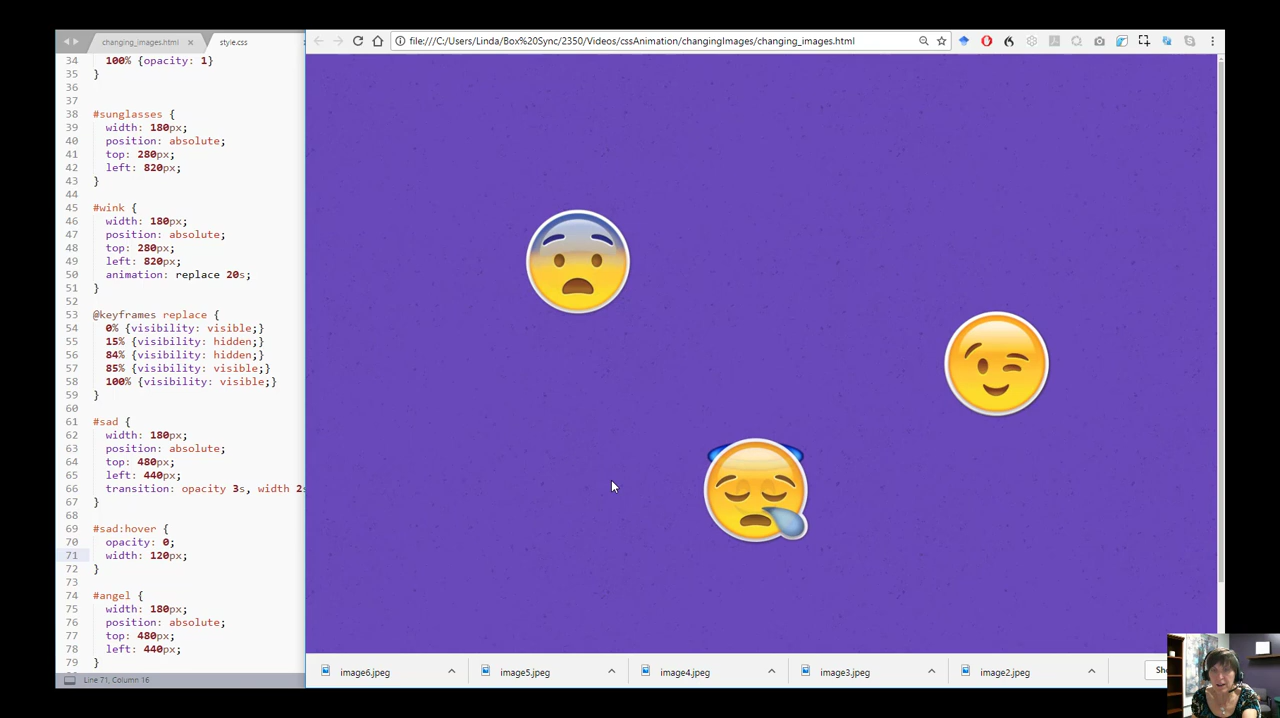 changing_images.html
style.css
file:///C:/Users/Linda/Box%20Sync/2350/Videos/cssAnimation/changingImages/changing_images.html
34 100% {opacity: 1}
35 }
36
37
38 #sunglasses {
39 width: 180px;
40 position: absolute;
41 top: 280px;
42 left: 820px;
43 }
44
45 #wink {
46 width: 180px;
47 position: absolute;
48 top: 280px;
49 left: 820px;
50 animation: replace 20s;
51 }
52
53 @keyframes replace {
54 0% {visibility: visible;}
55 15% {visibility: hidden;}
56 84% {visibility: hidden;}
57 85% {visibility: visible;}
58 100% {visibility: visible;}
59 }
60
61 #sad {
62 width: 180px;
63 position: absolute;
64 top: 480px;
65 left: 440px;
66 transition: opacity 3s, width 2s
67 }
68
69 #sad:hover {
70 opacity: 0;
71 width: 120px;
72 }
73
74 #angel {
75 width: 180px;
76 position: absolute;
77 top: 480px;
78 left: 440px;
79 }
Line 71, Column 16
image6.jpeg
image5.jpeg
image4.jpeg
image3.jpeg
image2.jpeg